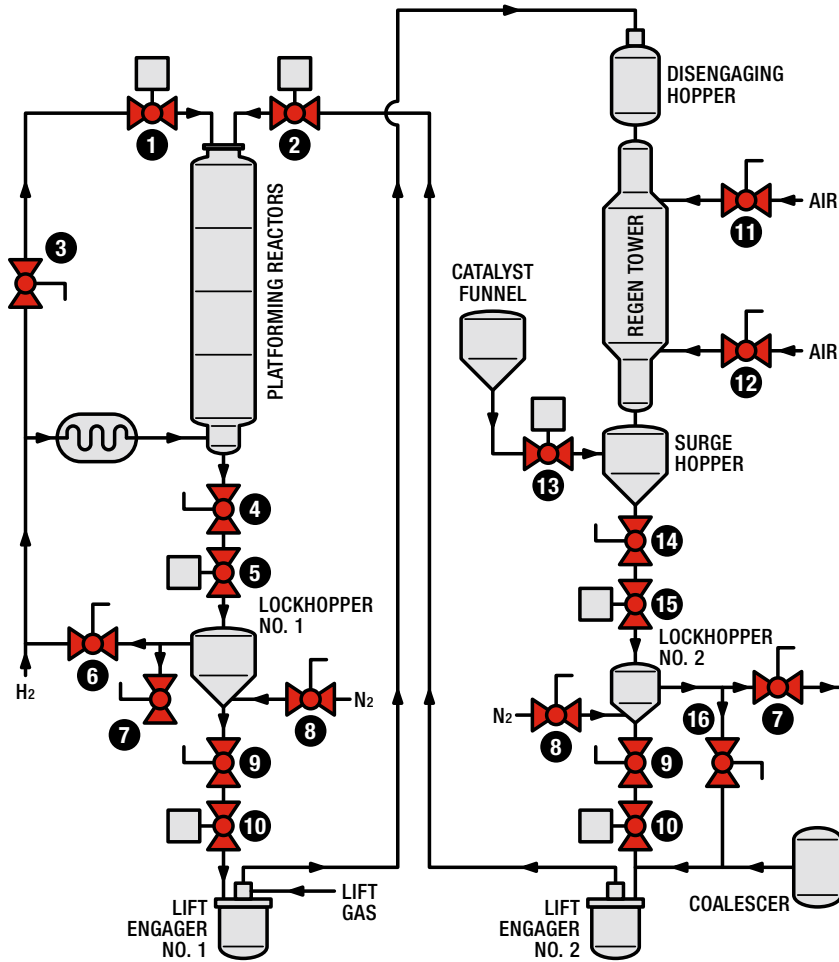 DISENGAGING
HOPPER
1
2
PLATFORMING REACTORS
REGEN TOWER
AIR
11
3
CATALYST
FUNNEL
AIR
12
SURGE
HOPPER
13
4
14
5
15
LOCKHOPPER
NO. 1
LOCKHOPPER
NO. 2
6
H2
7
N2
8
N2
8
16
7
9
9
10
10
LIFT
GAS
LIFT
ENGAGER
NO. 1
LIFT
ENGAGER
NO. 2
COALESCER